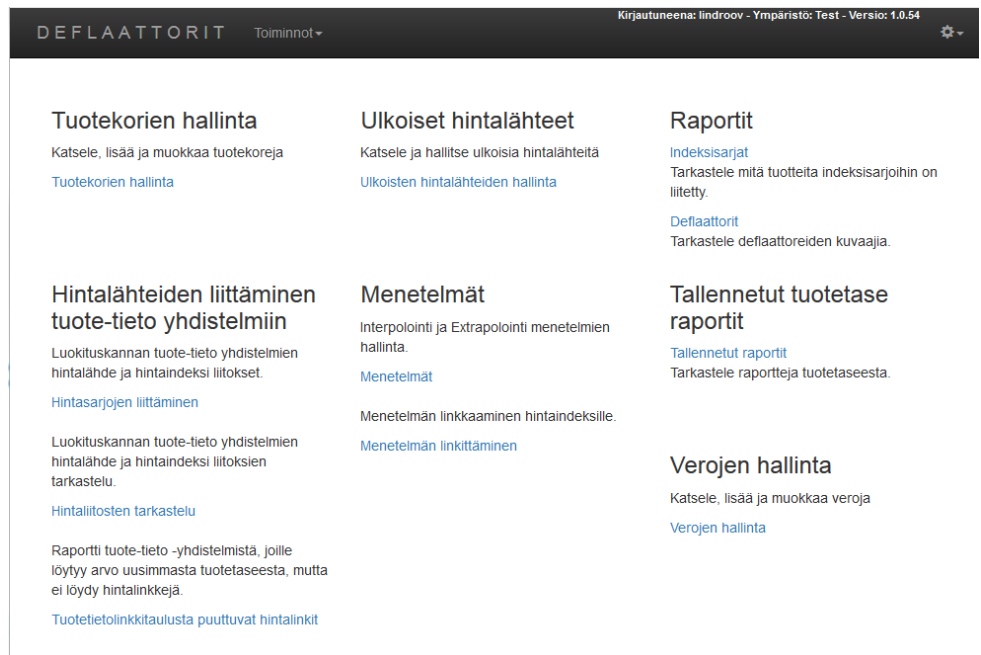 Kirjautuneena: lindroov - Ympäristö: Test - Versio: 1.0.54
DEFLAATTORIT Toiminnot
Tuotekorien hallinta
Katsele, lisää ja muokkaa tuotekoreja
Tuotekorien hallinta
Ulkoiset hintalähteet
Katsele ja hallitse ulkoisia hintalähteitä
Ulkoisten hintalähteiden hallinta
Raportit
Indeksisarjat
Tarkastele mitä tuotteita indeksisarjoihin on
liitetty.
Deflaattorit
Tarkastele deflaattoreiden kuvaajia.
Hintalähteiden liittäminen
tuote-tieto yhdistelmiin
Luokituskannan tuote-tieto yhdistelmien
hintalähde ja hintaindeksi liitokset.
Hintasarjojen liittäminen
Luokituskannan tuote-tieto yhdistelmien
hintalähde ja hintaindeksi liitoksien
tarkastelu.
Hintaliitosten tarkastelu
Raportti tuote-tieto -yhdistelmistä, joille
löytyy arvo uusimmasta tuotetaseesta, mutta
ei löydy hintalinkkejä.
Tuotetietolinkkitaulusta puuttuvat hintalinkit
Menetelmät
Interpolointi ja Extrapolointi menetelmien
hallinta.
Menetelmät
Menetelmän linkkaaminen hintaindeksille.
Menetelmän linkittäminen
Tallennetut tuotetase
raportit
Tallennetut raportit
Tarkastele raportteja tuotetaseesta.
Verojen hallinta
Katsele, lisää ja muokkaa veroja
Verojen hallinta